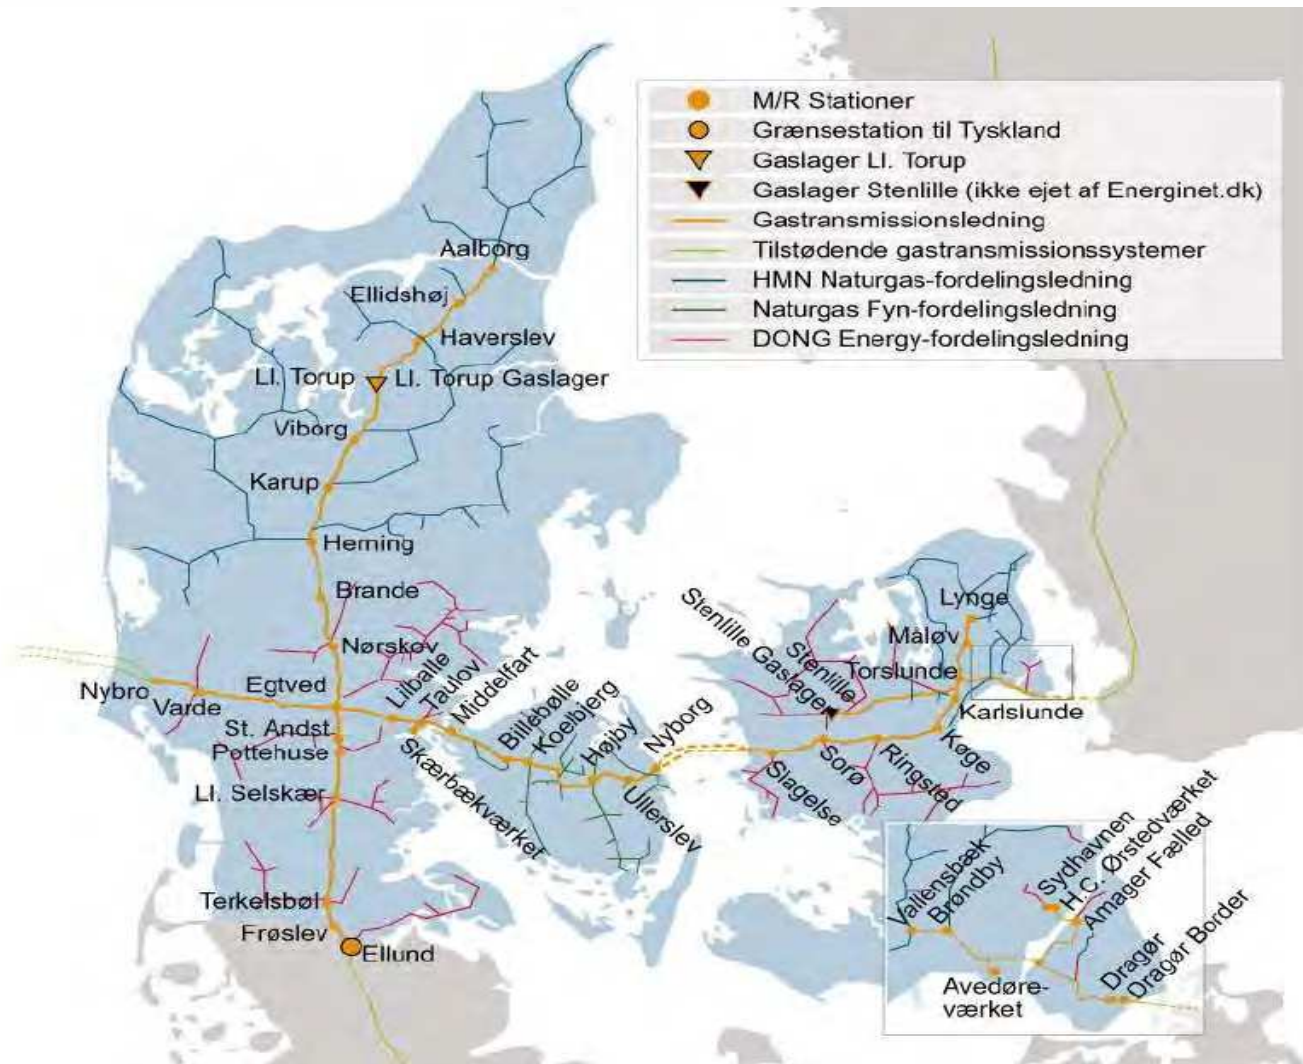 M/R Stationer
Grænsestation til Tyskland
Gaslager Ll. Torup
Gaslager Stenlille (ikke ejet af Energinet.dk)
Gastransmissionsledning
Tilstødende gastransmissionssystemer
HMN Naturgas-fordelingsledning
Naturgas Fyn-fordelingsledning
DONG Energy-fordelingsledning
Aalborg
Ellidshøj
Haverslev
Ll. Torup
Ll. Torup Gaslager
Viborg
Karup
Herning
Brande
Nørskov
Nybro
Varde
Egtved
St. Andst
Pottehuse
Ll. Selskær
Terkelsbøl
Frøslev
Ellund
Lilballe
Taulov
Middelfart
Skærbækværket
Billebølle
Koelbjerg
Højby
Nyborg
Ullerslev
Stenlille Gaslager
Stenlille
Lynge
Måløv
Torslunde
Karlslunde
Køge
Ringsted
Sorø
Slagelse
Vallensbæk
Brøndby
Avedøre-
værket
Sydhavnen
H.C. Ørstedværket
Amager Fælled
Dragør
Dragør Border